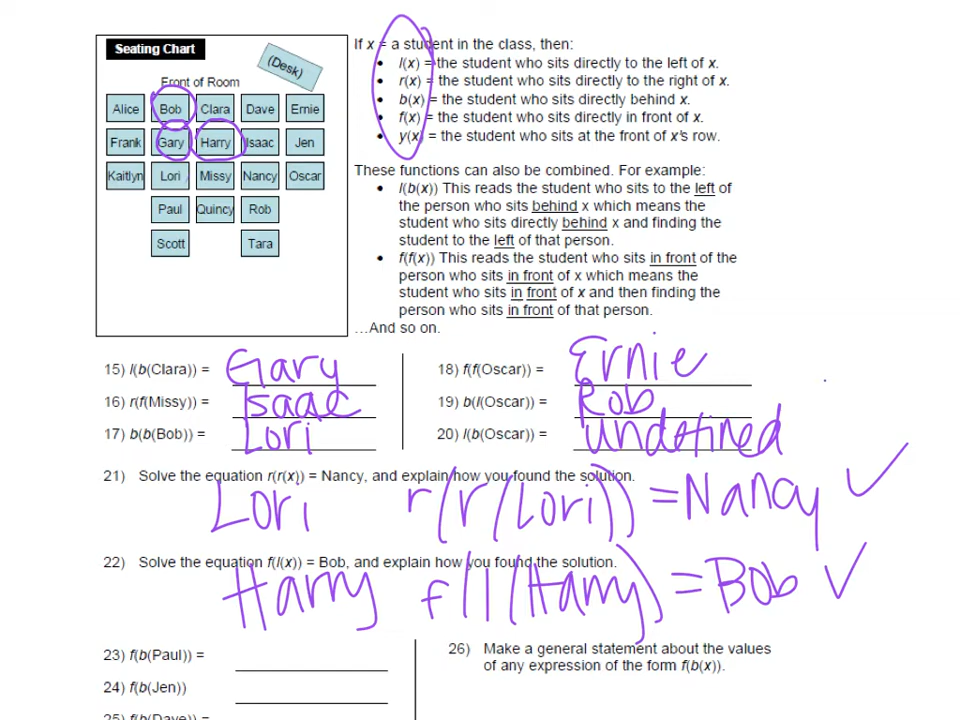 Seating Chart
(Desk)
Front of Room
Alice Bob Clara Dave Ernie
Frank Gary Harry Isaac Jen
Kaitlyn Lori Missy Nancy Oscar
Paul Quincy Rob
Scott Tara
If x = a student in the class, then:
• l(x) = the student who sits directly to the left of x.
• r(x) = the student who sits directly to the right of x.
• b(x) = the student who sits directly behind x.
• f(x) = the student who sits directly in front of x.
• y(x) = the student who sits at the front of x's row.
These functions can also be combined. For example:
• l(b(x)) This reads the student who sits to the left of
the person who sits behind x which means the
student who sits directly behind x and finding the
student to the left of that person.
• f(f(x)) This reads the student who sits in front of the
person who sits in front of x which means the
student who sits in front of x and then finding the
person who sits in front of that person.
…And so on.
15) l(b(Clara)) = Gary
16) r(f(Missy) = Isaac
17) b(b(Bob)) = Lori
18) f(f(Oscar)) = Ernie
19) b(l(Oscar) = Rob
20) l(b(Oscar) = undefined
21) Solve the equation r(r(x)) = Nancy, and explain how you found the solution.
Lori r(r(Lori)) = Nancy ✓
22) Solve the equation f(l(x)) = Bob, and explain how you found the solution.
Harry f(l(Harry) = Bob ✓
23) f(b(Paul)) =
24) f(b(Jen))
25) f(b(Dave) =
26) Make a general statement about the values
of any expression of the form f(b(x)).